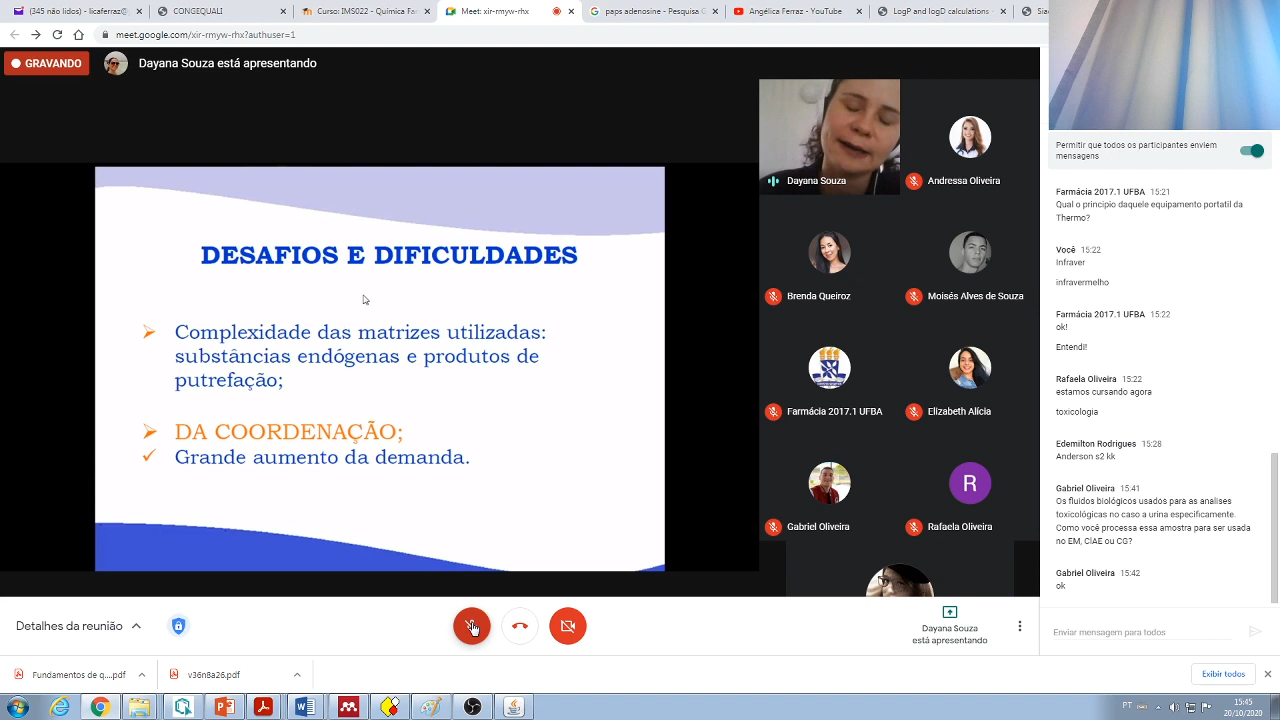 (345 não lidos) - licaferraz@
CONGEQUALI
Curso: IMS022 - Química Fa
Meet: xir-rmyw-rhx
paps adenosine - Pesquisa G
Angélica Ferraz - YouTube
LogP and logD calculations
Sia
meet.google.com/xir-rmyw-rhx?authuser=1
GRAVANDO
Dayana Souza está apresentando
DESAFIOS E DIFICULDADES
Complexidade das matrizes utilizadas:
substâncias endógenas e produtos de
putrefação;
DA COORDENAÇÃO;
Grande aumento da demanda.
Dayana Souza
Andressa Oliveira
Brenda Queiroz
Moisés Alves de Souza
Farmácia 2017.1 UFBA
Elizabeth Alícia
R
Gabriel Oliveira
Rafaela Oliveira
Permitir que todos os participantes enviem
mensagens
Farmácia 2017.1 UFBA 15:21
Qual o principio daquele equipamento portatil da
Thermo?
Você 15:22
Infraver
infravermelho
Farmácia 2017.1 UFBA 15:22
ok!
Entendi!
Rafaela Oliveira 15:22
estamos cursando agora
toxicologia
Edemilton Rodrigues 15:28
Anderson s2 kk
Gabriel Oliveira 15:41
Os fluidos biológicos usados para as analises
toxicológicas no caso a urina especificamente.
Como você processa essa amostra para ser usada
no EM, ClAE ou CG?
Gabriel Oliveira 15:42
ok
Enviar mensagem para todos
Detalhes da reunião
Dayana Souza
está apresentando
Fundamentos de q....pdf
v36n8a26.pdf
Exibir todos
PT
15:45
20/10/2020